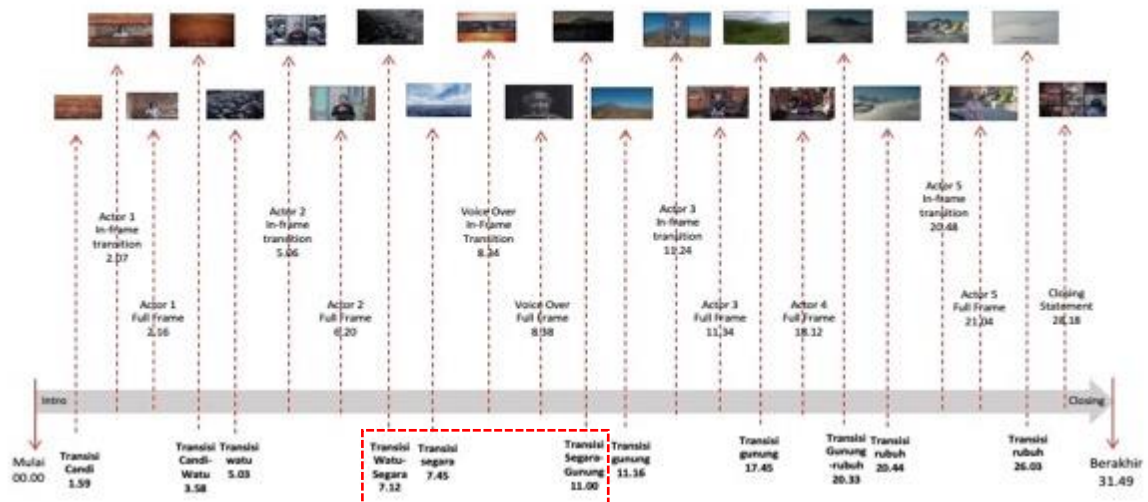 Actor 1
In-frame
transition
2.07
Actor 2
In-frame
transition
5.06
Voice Over
In-Frame
Transition
8.34
Actor 3
In-frame
transition
11.24
Actor 5
In-frame
transition
20.48
Actor 1
Full Frame
2.16
Actor 2
Full Frame
6.20
Voice Over
Full Frame
8.38
Actor 3
Full Frame
11.34
Actor 4
Full Frame
18.12
Actor 5
Full Frame
21.04
Closing
Statement
28.18
Intro
Closing
Mulai
00.00
Transisi
Candi
1.59
Transisi
Candi-
Watu
3.58
Transisi
watu
5.03
Transisi
Watu-
Segara
7.12
Transisi
segara
7.45
Transisi
Segara-
Gunung
11.00
Transisi
gunung
11.16
Transisi
gunung
17.45
Transisi
Gunung
-rubuh
20.33
Transisi
rubuh
20.44
Transisi
rubuh
26.03
Berakhir
31.49